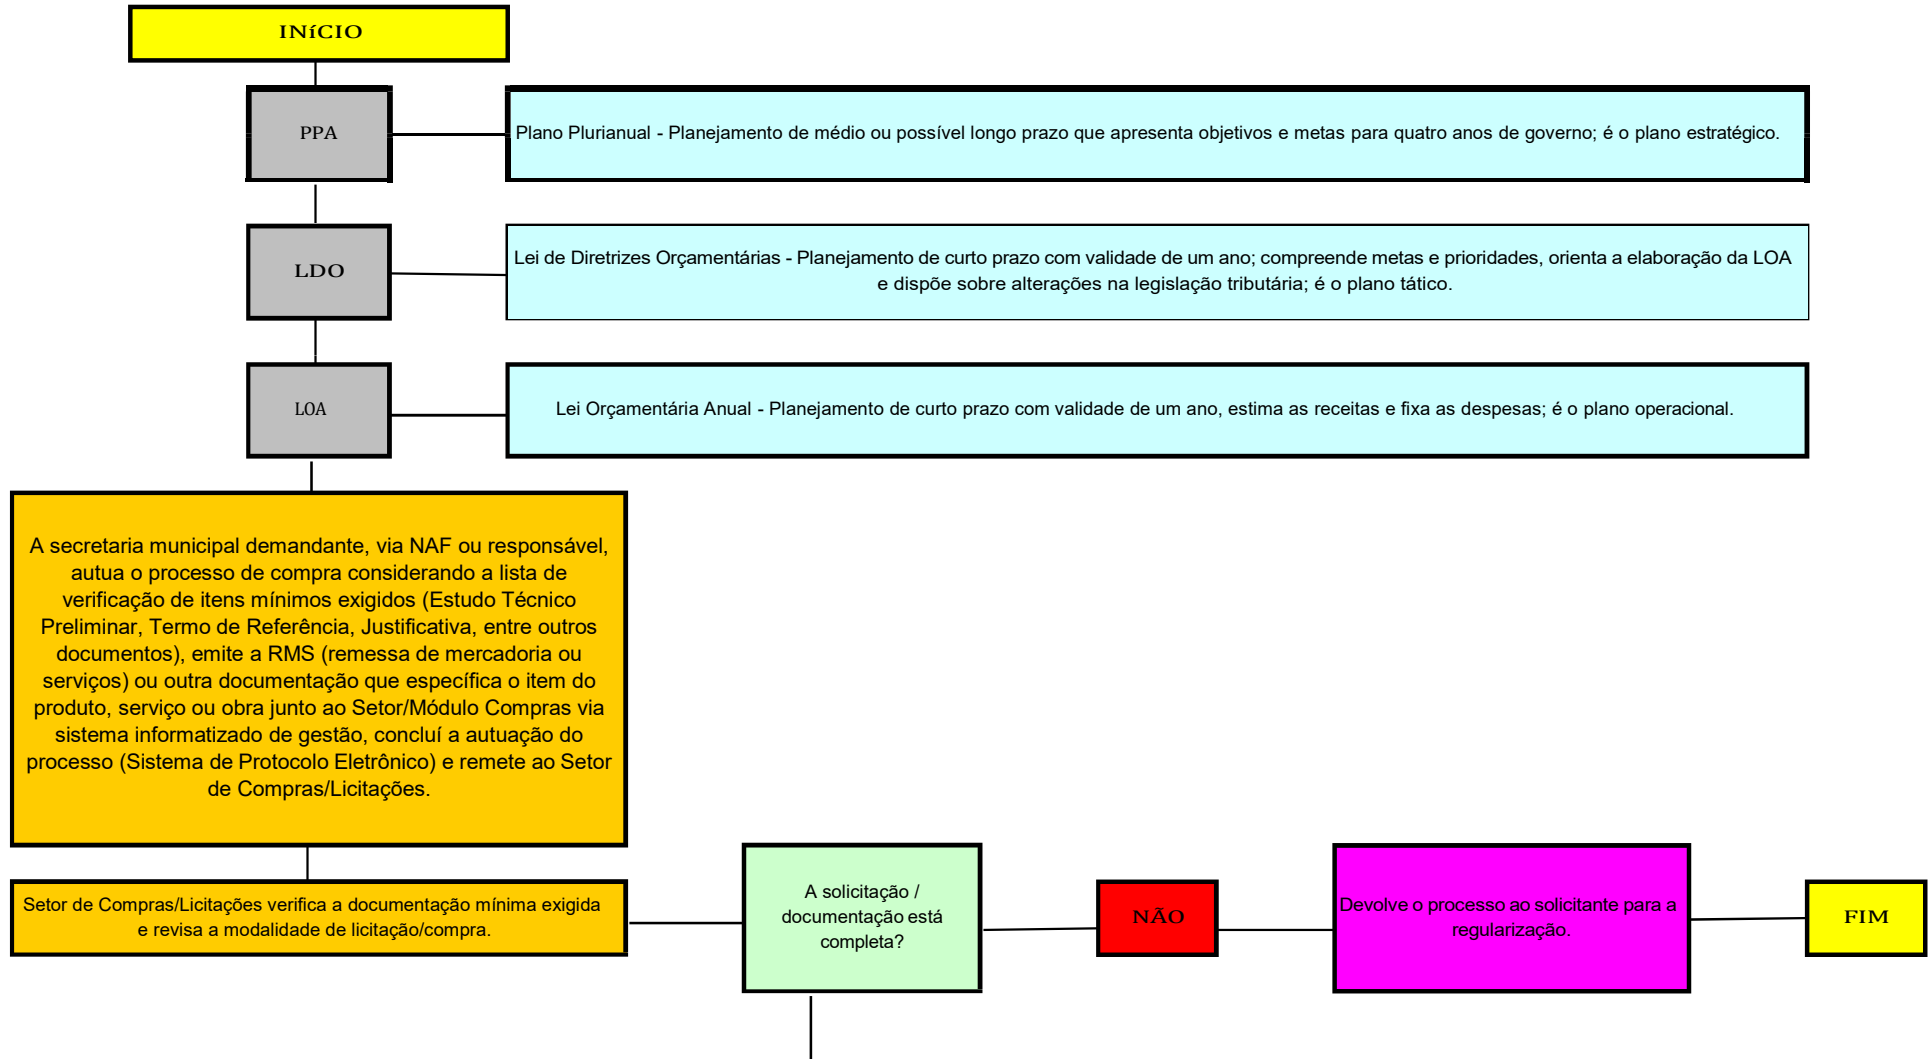 INíCIO
PPA
Plano Plurianual - Planejamento de médio ou possível longo prazo que apresenta objetivos e metas para quatro anos de governo; é o plano estratégico.
LDO
Lei de Diretrizes Orçamentárias - Planejamento de curto prazo com validade de um ano; compreende metas e prioridades, orienta a elaboração da LOA
e dispõe sobre alterações na legislação tributária; é o plano tático.
LOA
Lei Orçamentária Anual - Planejamento de curto prazo com validade de um ano, estima as receitas e fixa as despesas; é o plano operacional.
A secretaria municipal demandante, via NAF ou responsável,
autua o processo de compra considerando a lista de
verificação de itens mínimos exigidos (Estudo Técnico
Preliminar, Termo de Referência, Justificativa, entre outros
documentos), emite a RMS (remessa de mercadoria ou
serviços) ou outra documentação que específica o item do
produto, serviço ou obra junto ao Setor/Módulo Compras via
sistema informatizado de gestão, concluí a autuação do
processo (Sistema de Protocolo Eletrônico) e remete ao Setor
de Compras/Licitações.
Setor de Compras/Licitações verifica a documentação mínima exigida
e revisa a modalidade de licitação/compra.
A solicitação /
documentação está
completa?
NÃO
Devolve o processo ao solicitante para a
regularização.
FIM